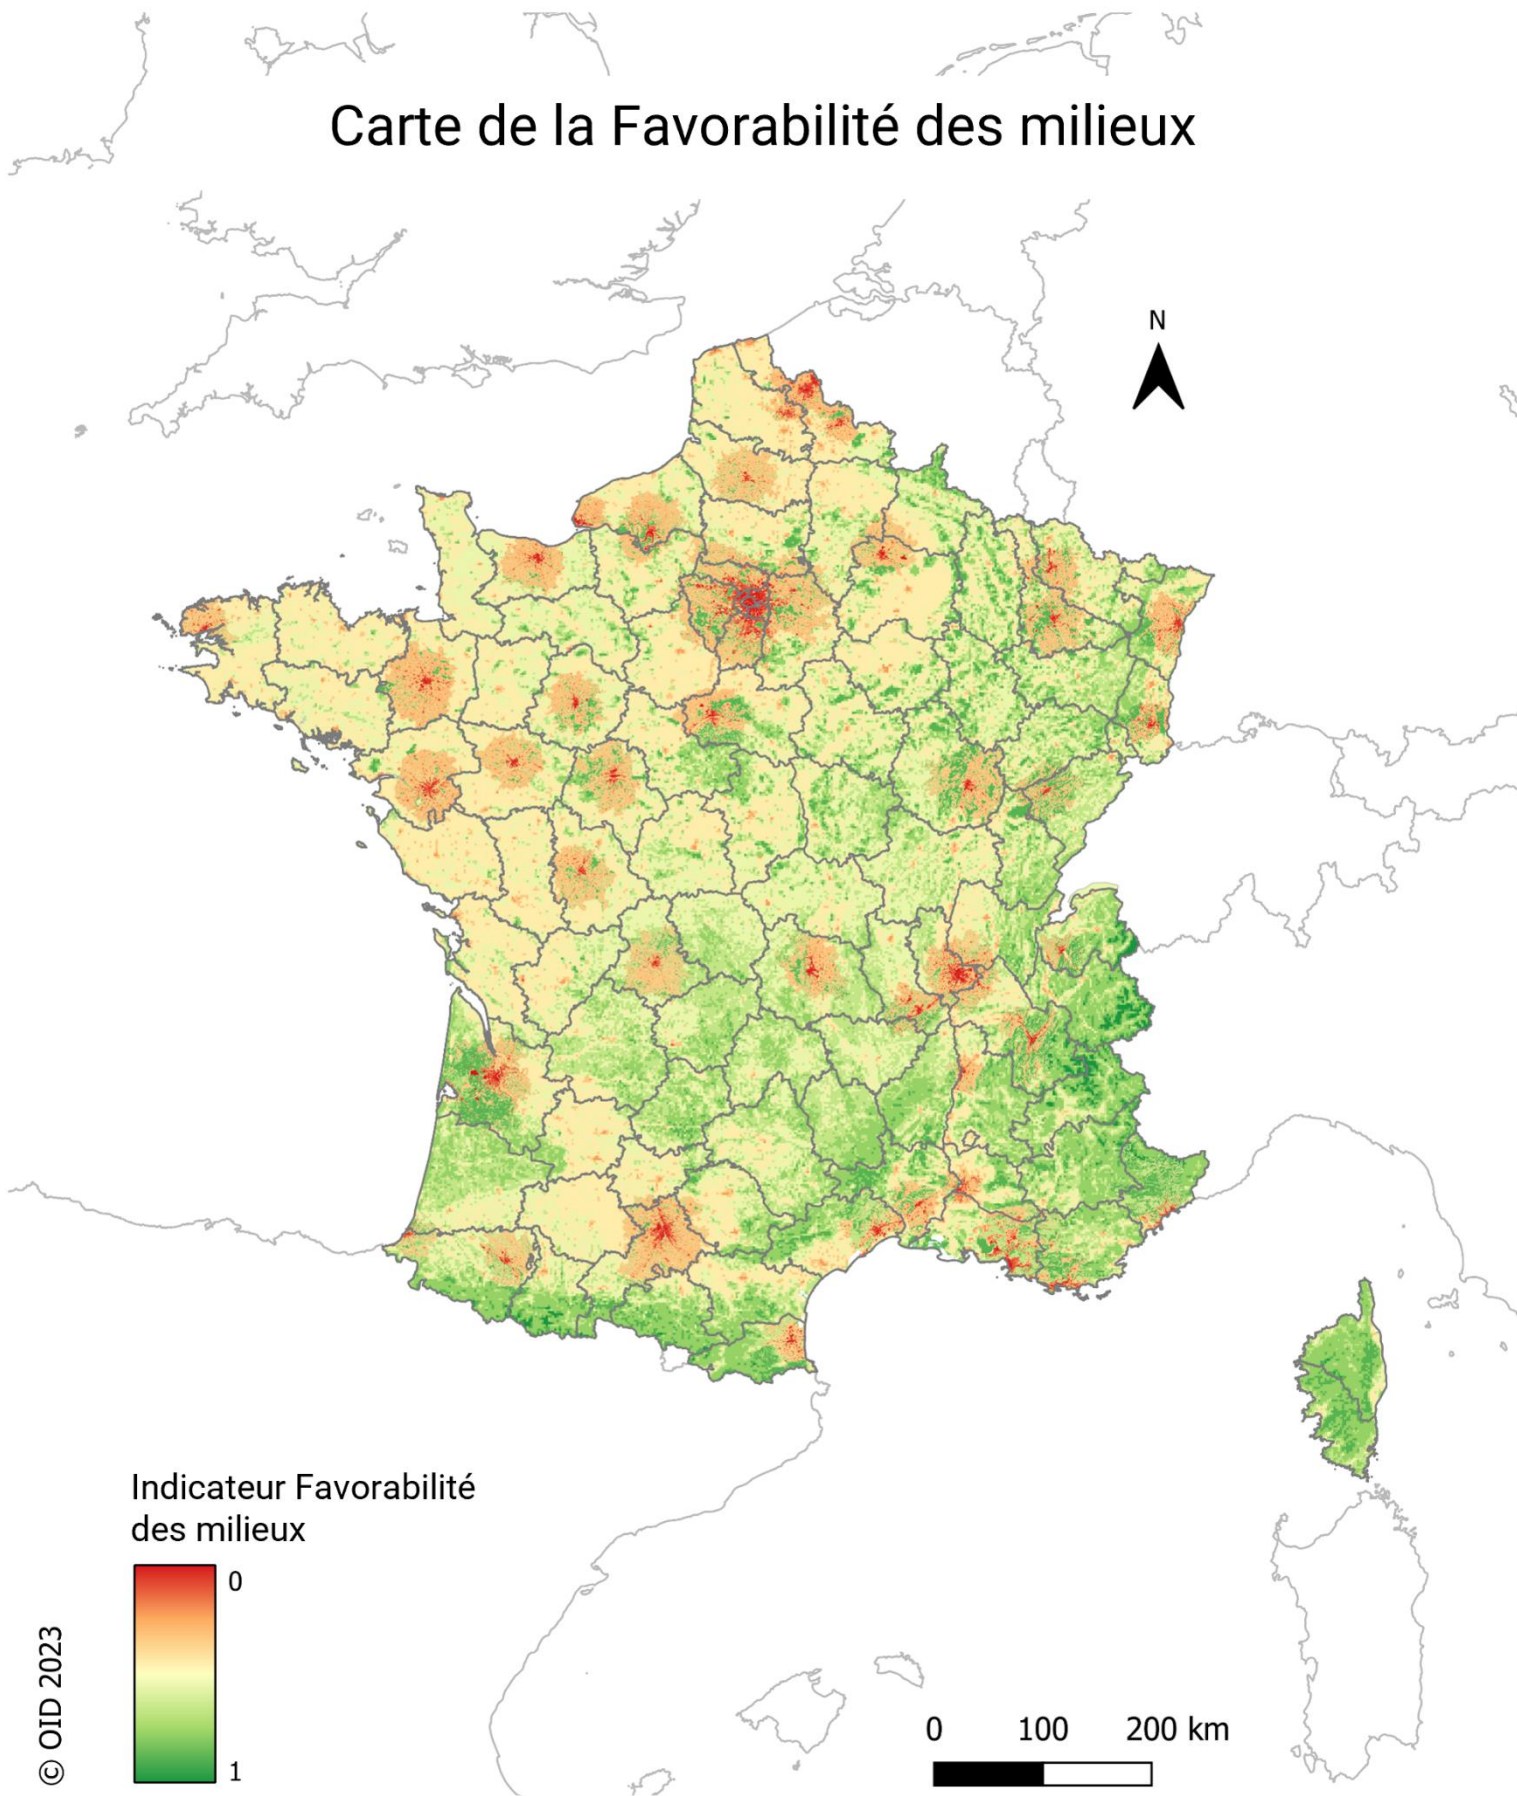 Carte de la Favorabilité des milieux
N
Indicateur Favorabilité
des milieux
0
1
© OID 2023
0 100 200 km